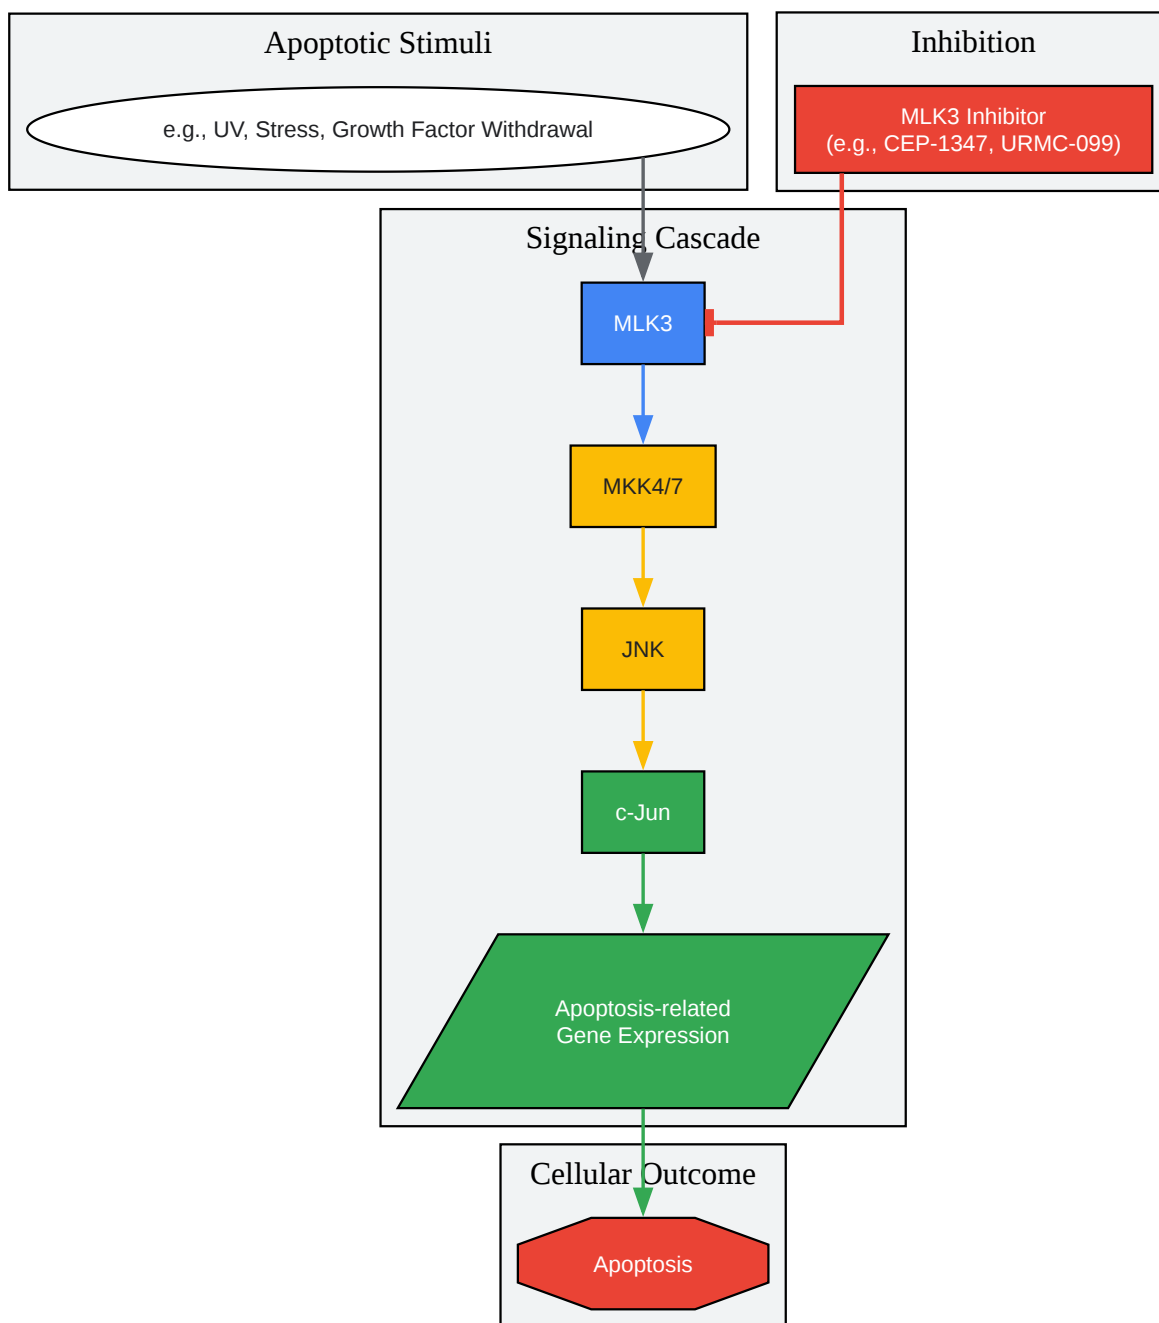 Apoptotic Stimuli
e.g., UV, Stress, Growth Factor Withdrawal
Inhibition
MLK3 Inhibitor
(e.g., CEP-1347, URMC-099)
Signaling Cascade
MLK3
MKK4/7
JNK
c-Jun
Apoptosis-related
Gene Expression
Cellular Outcome
Apoptosis